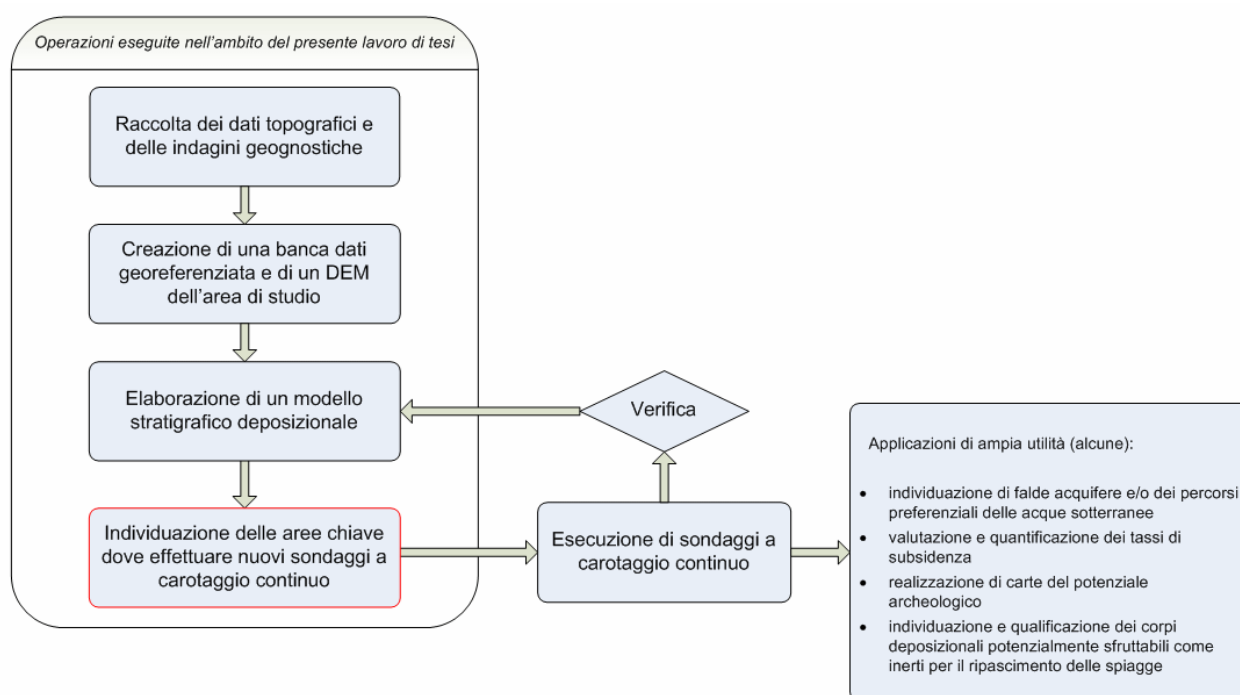 Operazioni eseguite nell'ambito del presente lavoro di tesi
Raccolta dei dati topografici e
delle indagini geognostiche
Creazione di una banca dati
georeferenziata e di un DEM
dell'area di studio
Elaborazione di un modello
stratigrafico deposizionale
Individuazione delle aree chiave
dove effettuare nuovi sondaggi a
carotaggio continuo
Verifica
Esecuzione di sondaggi a
carotaggio continuo
Applicazioni di ampia utilità (alcune):
• individuazione di falde acquifere e/o dei percorsi
preferenziali delle acque sotterranee
• valutazione e quantificazione dei tassi di
subsidenza
• realizzazione di carte del potenziale
archeologico
• individuazione e qualificazione dei corpi
deposizionali potenzialmente sfruttabili come
inerti per il ripascimento delle spiagge